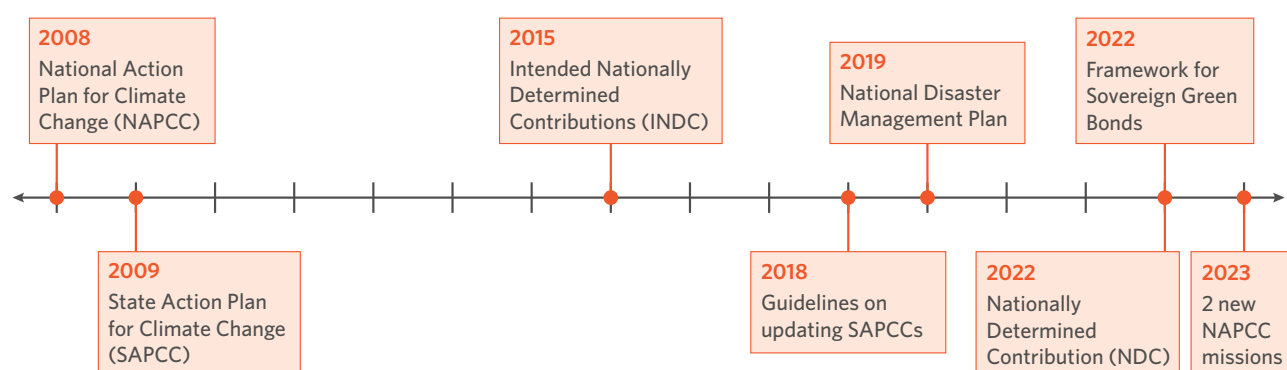 2008
National Action
Plan for Climate
Change (NAPCC)
2015
Intended Nationally
Determined
Contributions (INDC)
2019
National Disaster
Management Plan
2022
Framework for
Sovereign Green
Bonds
2009
State Action Plan
for Climate Change
(SAPCC)
2018
Guidelines on
updating SAPCCs
2022
Nationally
Determined
Contribution (NDC)
2023
2 new
NAPCC
missions